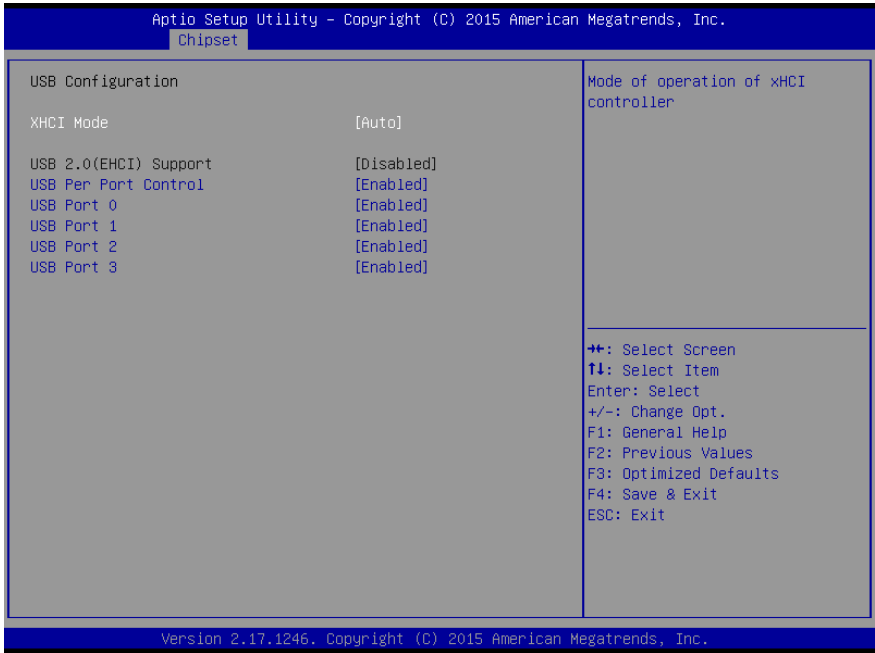 Aptio Setup Utility – Copyright (C) 2015 American Megatrends, Inc.
Chipset
USB Configuration
XHCI Mode [Auto]
USB 2.0(EHCI) Support [Disabled]
USB Per Port Control [Enabled]
USB Port 0 [Enabled]
USB Port 1 [Enabled]
USB Port 2 [Enabled]
USB Port 3 [Enabled]
Mode of operation of xHCI
controller
→←: Select Screen
↑↓: Select Item
Enter: Select
+/-: Change Opt.
F1: General Help
F2: Previous Values
F3: Optimized Defaults
F4: Save & Exit
ESC: Exit
Version 2.17.1246. Copyright (C) 2015 American Megatrends, Inc.